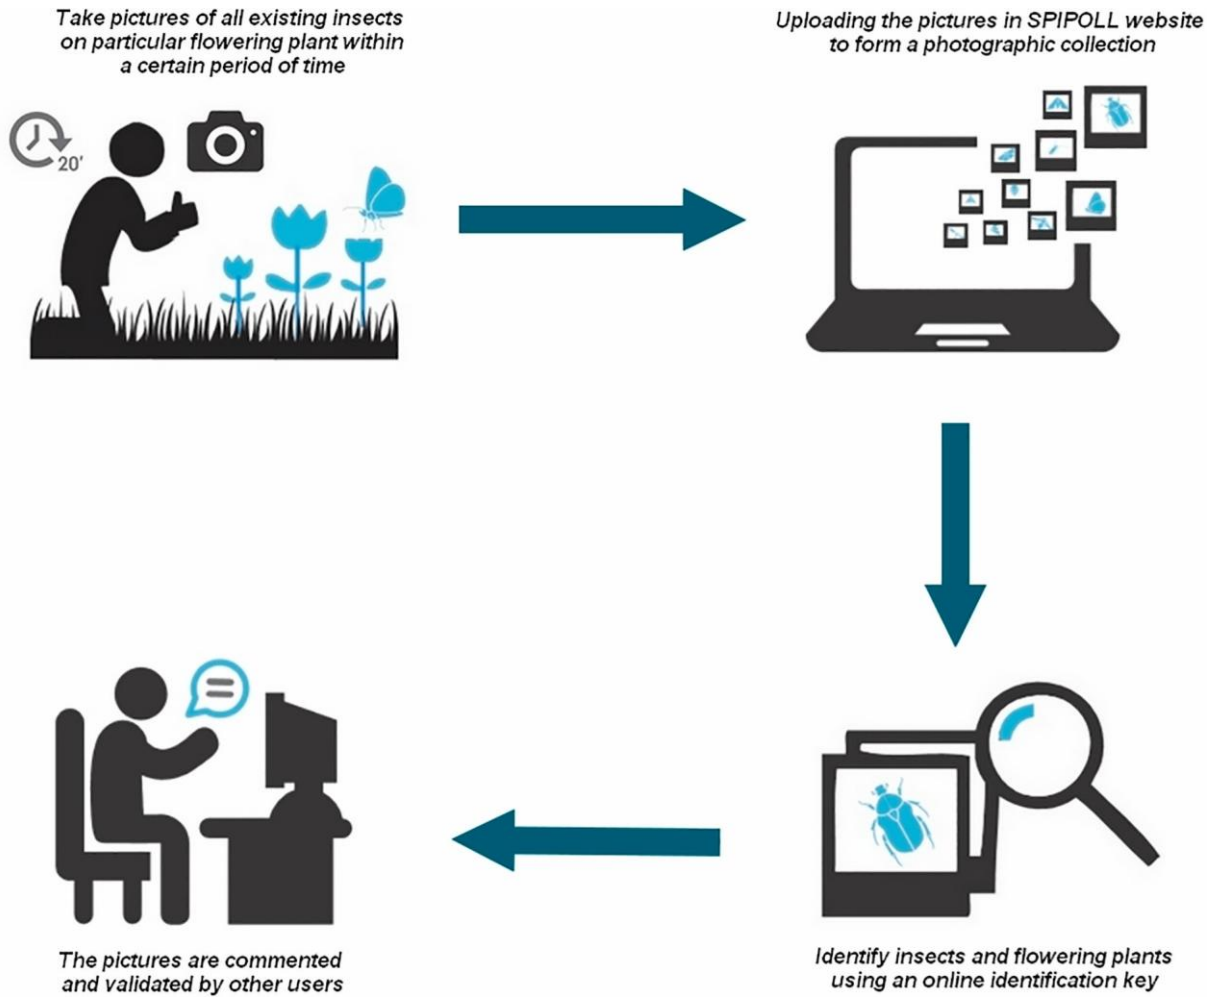 Take pictures of all existing insects
on particular flowering plant within
a certain period of time
20'
Uploading the pictures in SPIPOLL website
to form a photographic collection
Identify insects and flowering plants
using an online identification key
The pictures are commented
and validated by other users